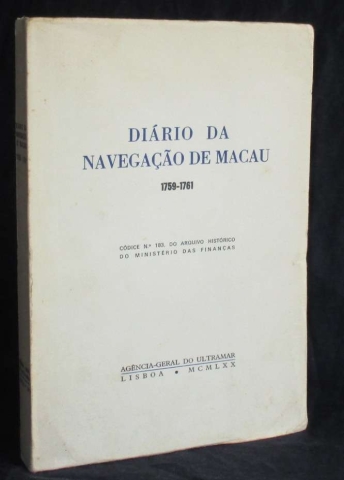 DIÁRIO DA
NAVEGAÇÃO DE MACAU
1759-1761
CÓDICE N.º 183, DO ARQUIVO HISTÓRICO
DO MINISTÉRIO DAS FINANÇAS
AGÊNCIA-GERAL DO ULTRAMAR
LISBOA • MCMLXX